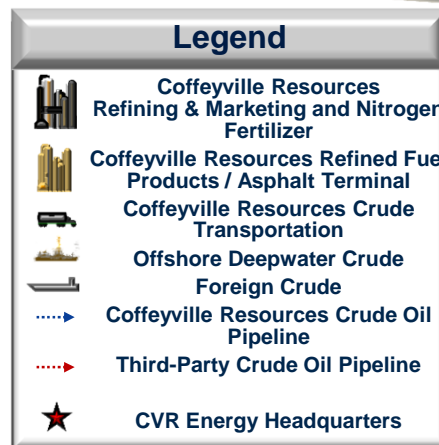 Legend
Coffeyville Resources
Refining & Marketing and Nitrogen
Fertilizer
Coffeyville Resources Refined Fue
Products / Asphalt Terminal
Coffeyville Resources Crude
Transportation
Offshore Deepwater Crude
Foreign Crude
Coffeyville Resources Crude Oil
Pipeline
Third-Party Crude Oil Pipeline
CVR Energy Headquarters